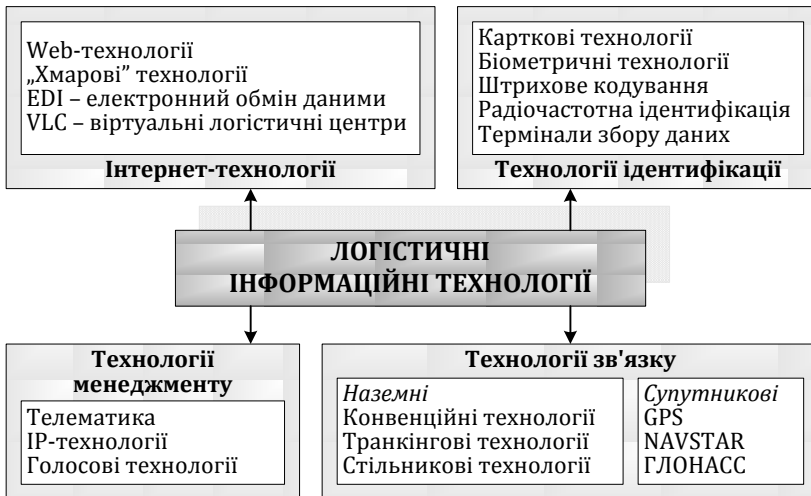 Web-технології
„Хмарові” технології
EDI – електронний обмін даними
VLC – віртуальні логістичні центри
Інтернет-технології
Карткові технології
Біометричні технології
Штрихове кодування
Радіочастотна ідентифікація
Термінали збору даних
Технології ідентифікації
ЛОГІСТИЧНІ
ІНФОРМАЦІЙНІ ТЕХНОЛОГІЇ
Технології
менеджменту
Телематика
IP-технології
Голосові технології
Технології зв'язку
Наземні
Конвенційні технології
Транкінгові технології
Стільникові технології
Супутникові
GPS
NAVSTAR
ГЛОНАСС